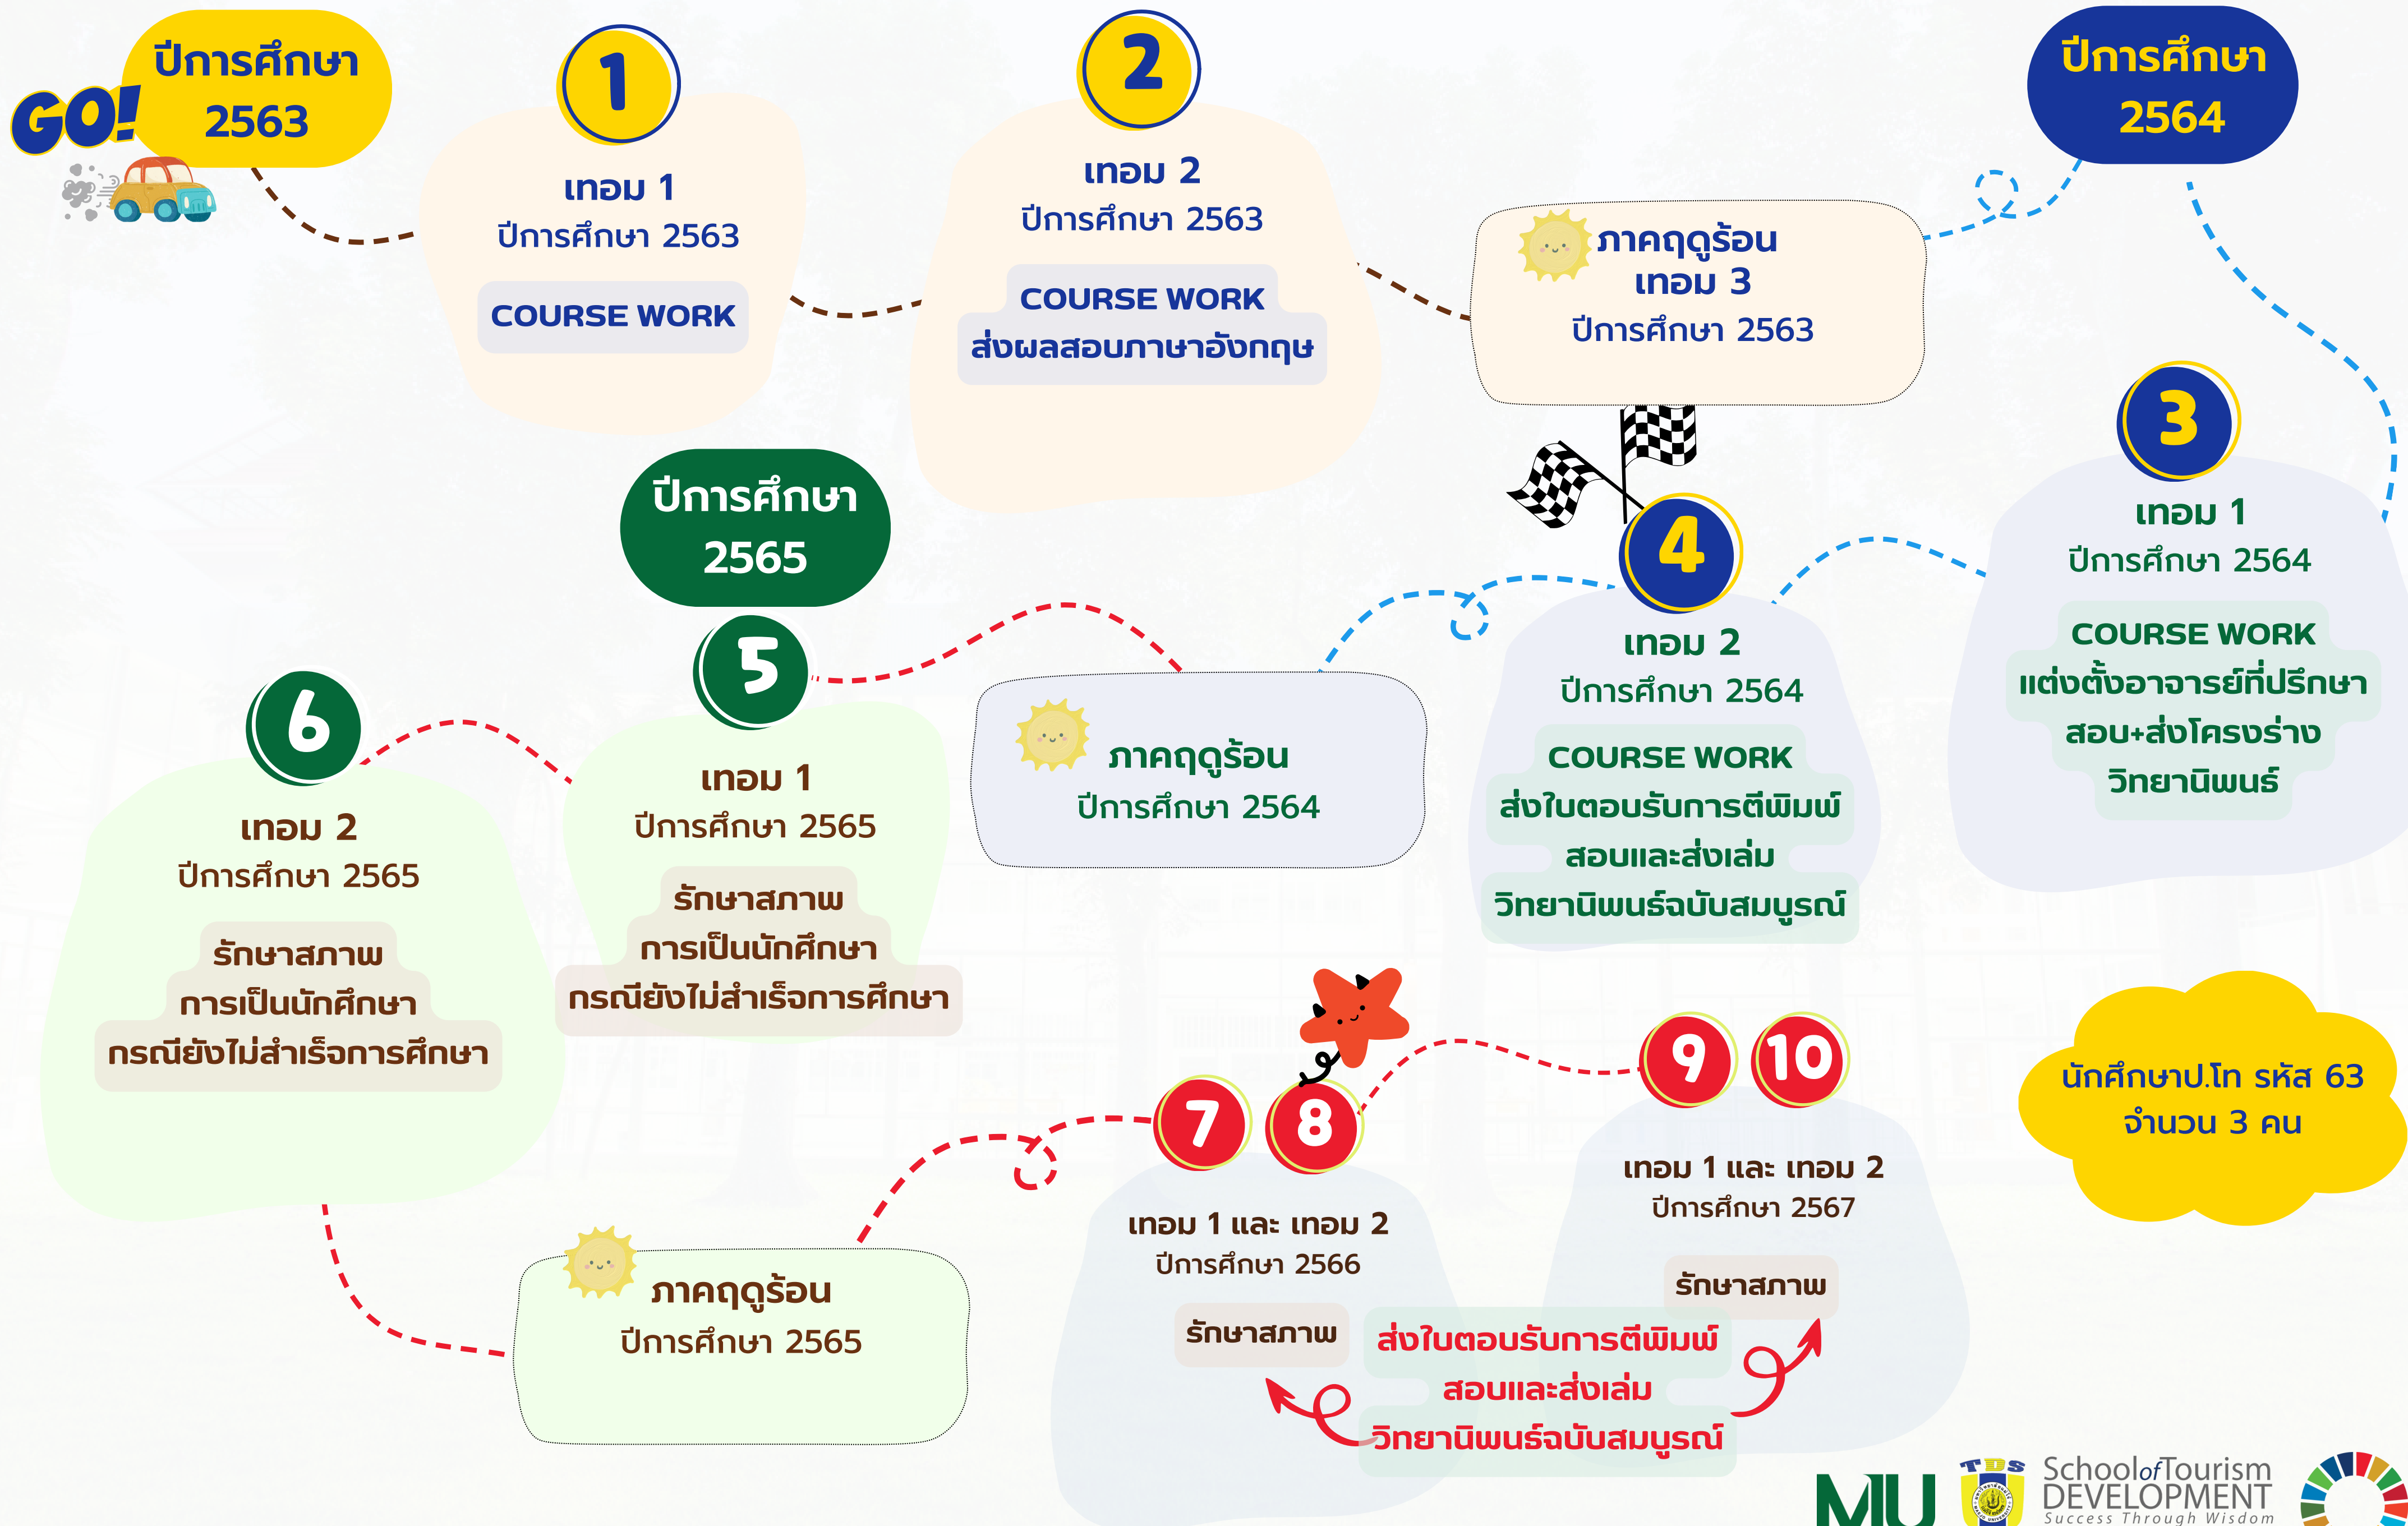 GO!
ปีการศึกษา
2563
1
เทอม 1
ปีการศึกษา 2563
COURSE WORK
2
เทอม 2
ปีการศึกษา 2563
COURSE WORK
ส่งผลสอบภาษาอังกฤษ
ภาคฤดูร้อน
เทอม 3
ปีการศึกษา 2563
ปีการศึกษา
2564
3
เทอม 1
ปีการศึกษา 2564
COURSE WORK
แต่งตั้งอาจารย์ที่ปรึกษา
สอบ+ส่งโครงร่าง
วิทยานิพนธ์
4
เทอม 2
ปีการศึกษา 2564
COURSE WORK
ส่งใบตอบรับการตีพิมพ์
สอบและส่งเล่ม
วิทยานิพนธ์ฉบับสมบูรณ์
ภาคฤดูร้อน
ปีการศึกษา 2564
ปีการศึกษา
2565
5
เทอม 1
ปีการศึกษา 2565
รักษาสภาพ
การเป็นนักศึกษา
กรณียังไม่สำเร็จการศึกษา
6
เทอม 2
ปีการศึกษา 2565
รักษาสภาพ
การเป็นนักศึกษา
กรณียังไม่สำเร็จการศึกษา
ภาคฤดูร้อน
ปีการศึกษา 2565
7 8
เทอม 1 และ เทอม 2
ปีการศึกษา 2566
รักษาสภาพ
9 10
เทอม 1 และ เทอม 2
ปีการศึกษา 2567
รักษาสภาพ
ส่งใบตอบรับการตีพิมพ์
สอบและส่งเล่ม
วิทยานิพนธ์ฉบับสมบูรณ์
นักศึกษาป.โท รหัส 63
จำนวน 3 คน
MJU
TDS
School of Tourism
DEVELOPMENT
Success Through Wisdom